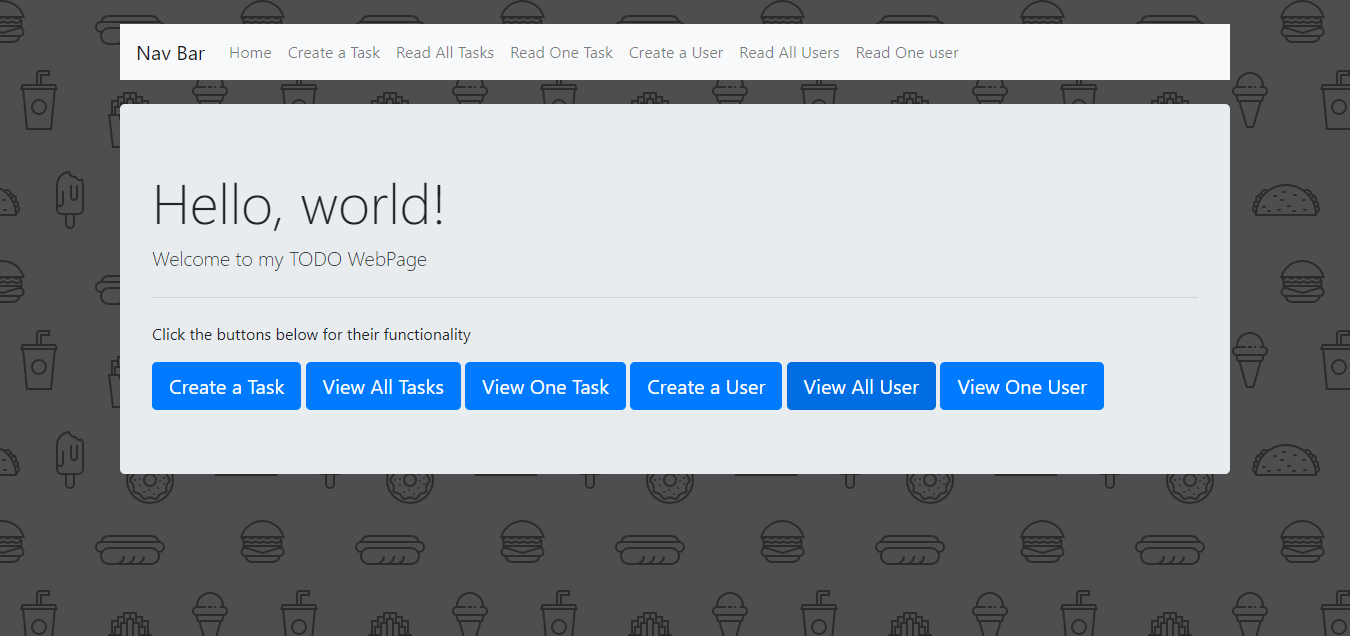 Nav Bar Home Create a Task Read All Tasks Read One Task Create a User Read All Users Read One user
Hello, world!
Welcome to my TODO WebPage
Click the buttons below for their functionality
Create a Task View All Tasks View One Task Create a User View All User View One User